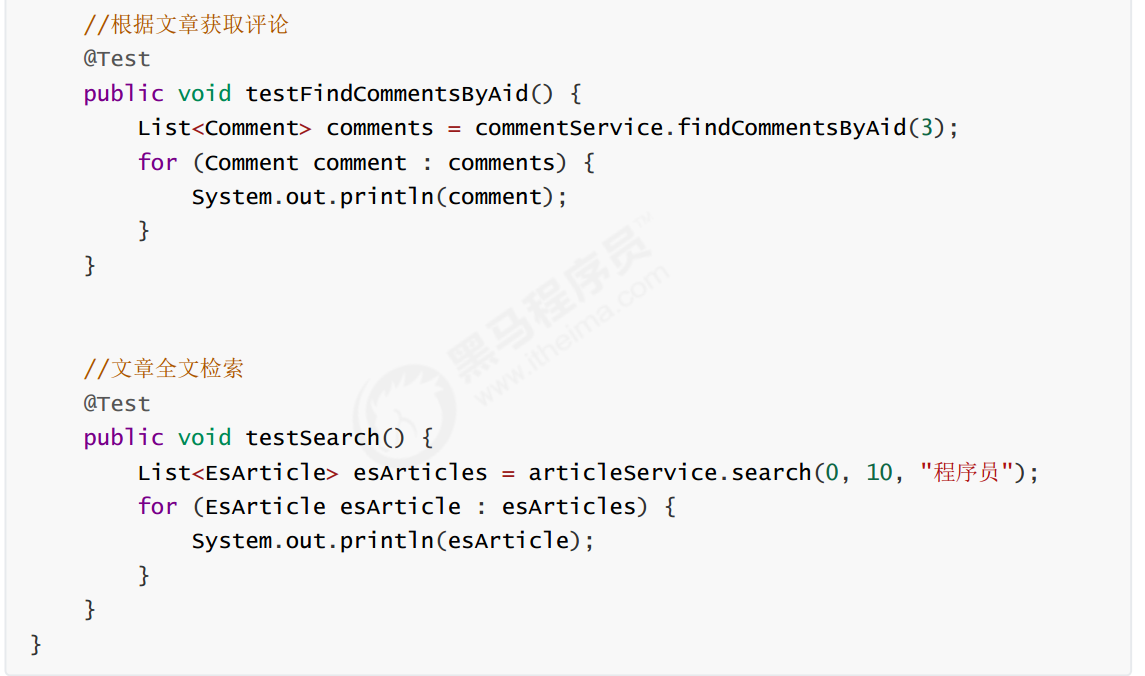 //根据文章获取评论
@Test
public void testFindCommentsByAid() {
List<Comment> comments = commentService.findCommentsByAid(3);
for (Comment comment : comments) {
System.out.println(comment);
}
}
//文章全文检索
@Test
public void testSearch() {
List<EsArticle> esArticles = articleService.search(0, 10, "程序员");
for (EsArticle esArticle : esArticles) {
System.out.println(esArticle);
}
}
}
黑马程序员™
www.itheima.com